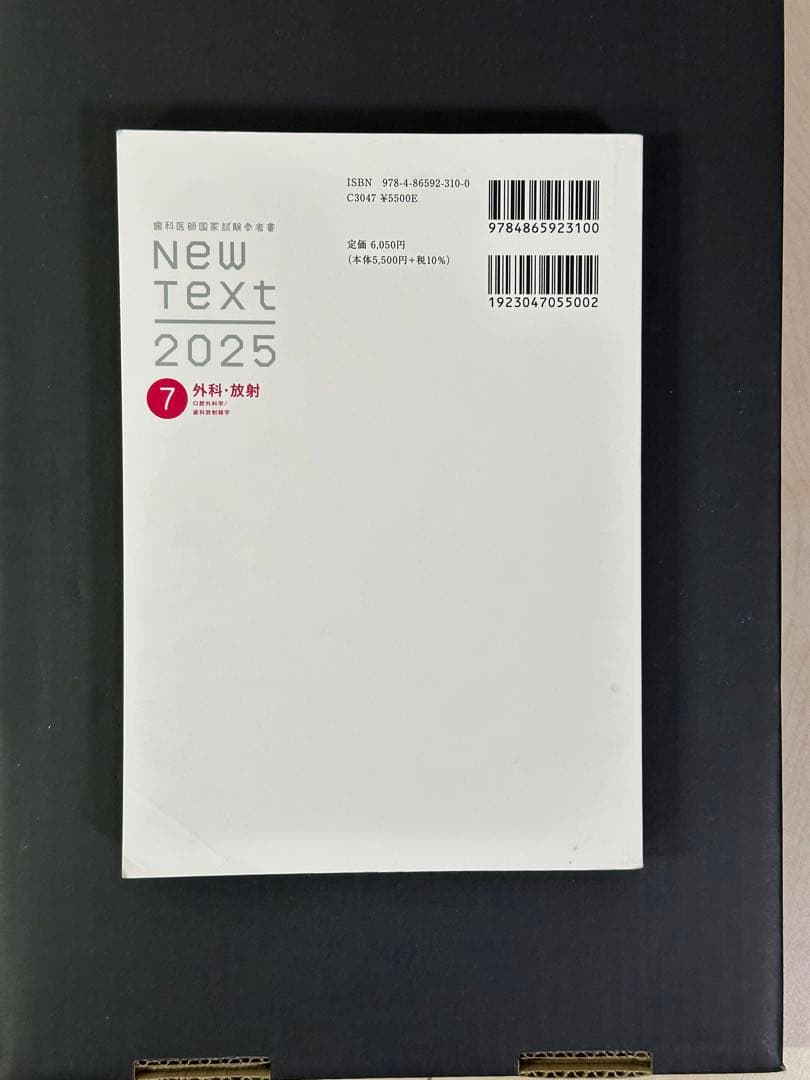 歯科医師国家試験参考書
New
Text
2025
7 外科・放射
口腔外科学/
歯科放射線学
ISBN 978-4-86592-310-0
C3047 ¥5500E
定価 6,050円
(本体5,500円+税10%)
9784865923100
1923047055002